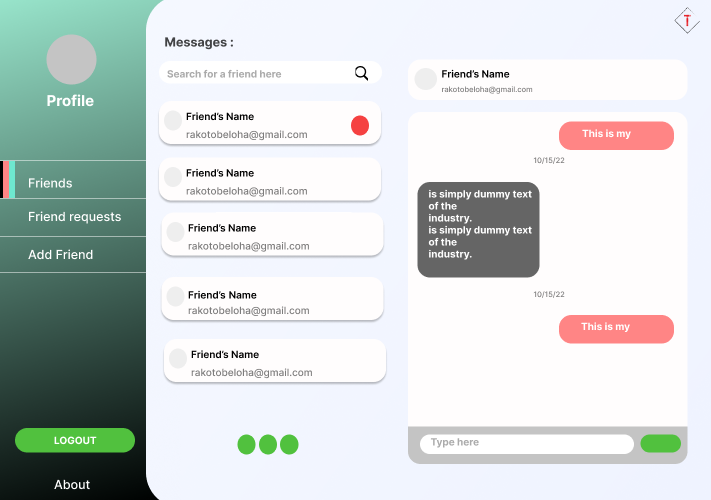 Profile
Friends
Friend requests
Add Friend
LOGOUT
About
Messages :
Search for a friend here
Friend's Name
rakotobeloha@gmail.com
Friend's Name
rakotobeloha@gmail.com
Friend's Name
rakotobeloha@gmail.com
Friend's Name
rakotobeloha@gmail.com
Friend's Name
rakotobeloha@gmail.com
T
Friend's Name
rakotobeloha@gmail.com
This is my
10/15/22
is simply dummy text
of the
industry.
is simply dummy text
of the
industry.
10/15/22
This is my
Type here